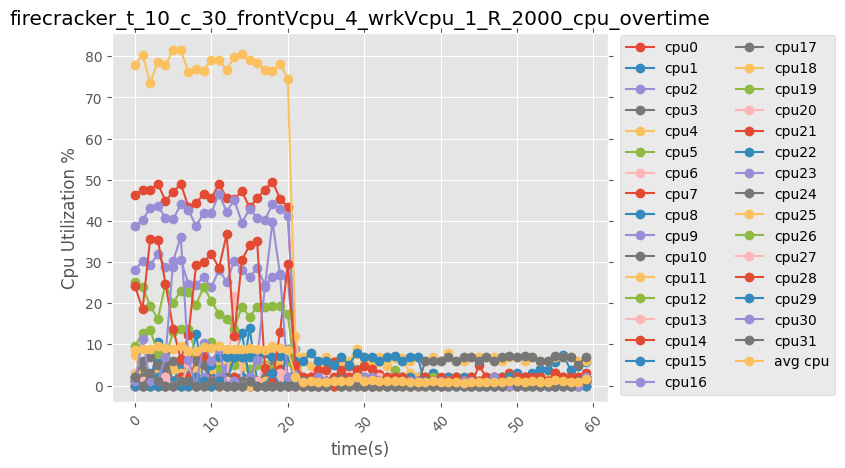 firecracker_t_10_c_30_frontVcpu_4_wrkVcpu_1_R_2000_cpu_overtime
80
70
60
50
40
30
20
10
0
Cpu Utilization %
0
10
20
30
40
50
60
time(s)
cpu0
cpu1
cpu2
cpu3
cpu4
cpu5
cpu6
cpu7
cpu8
cpu9
cpu10
cpu11
cpu12
cpu13
cpu14
cpu15
cpu16
cpu17
cpu18
cpu19
cpu20
cpu21
cpu22
cpu23
cpu24
cpu25
cpu26
cpu27
cpu28
cpu29
cpu30
cpu31
avg cpu